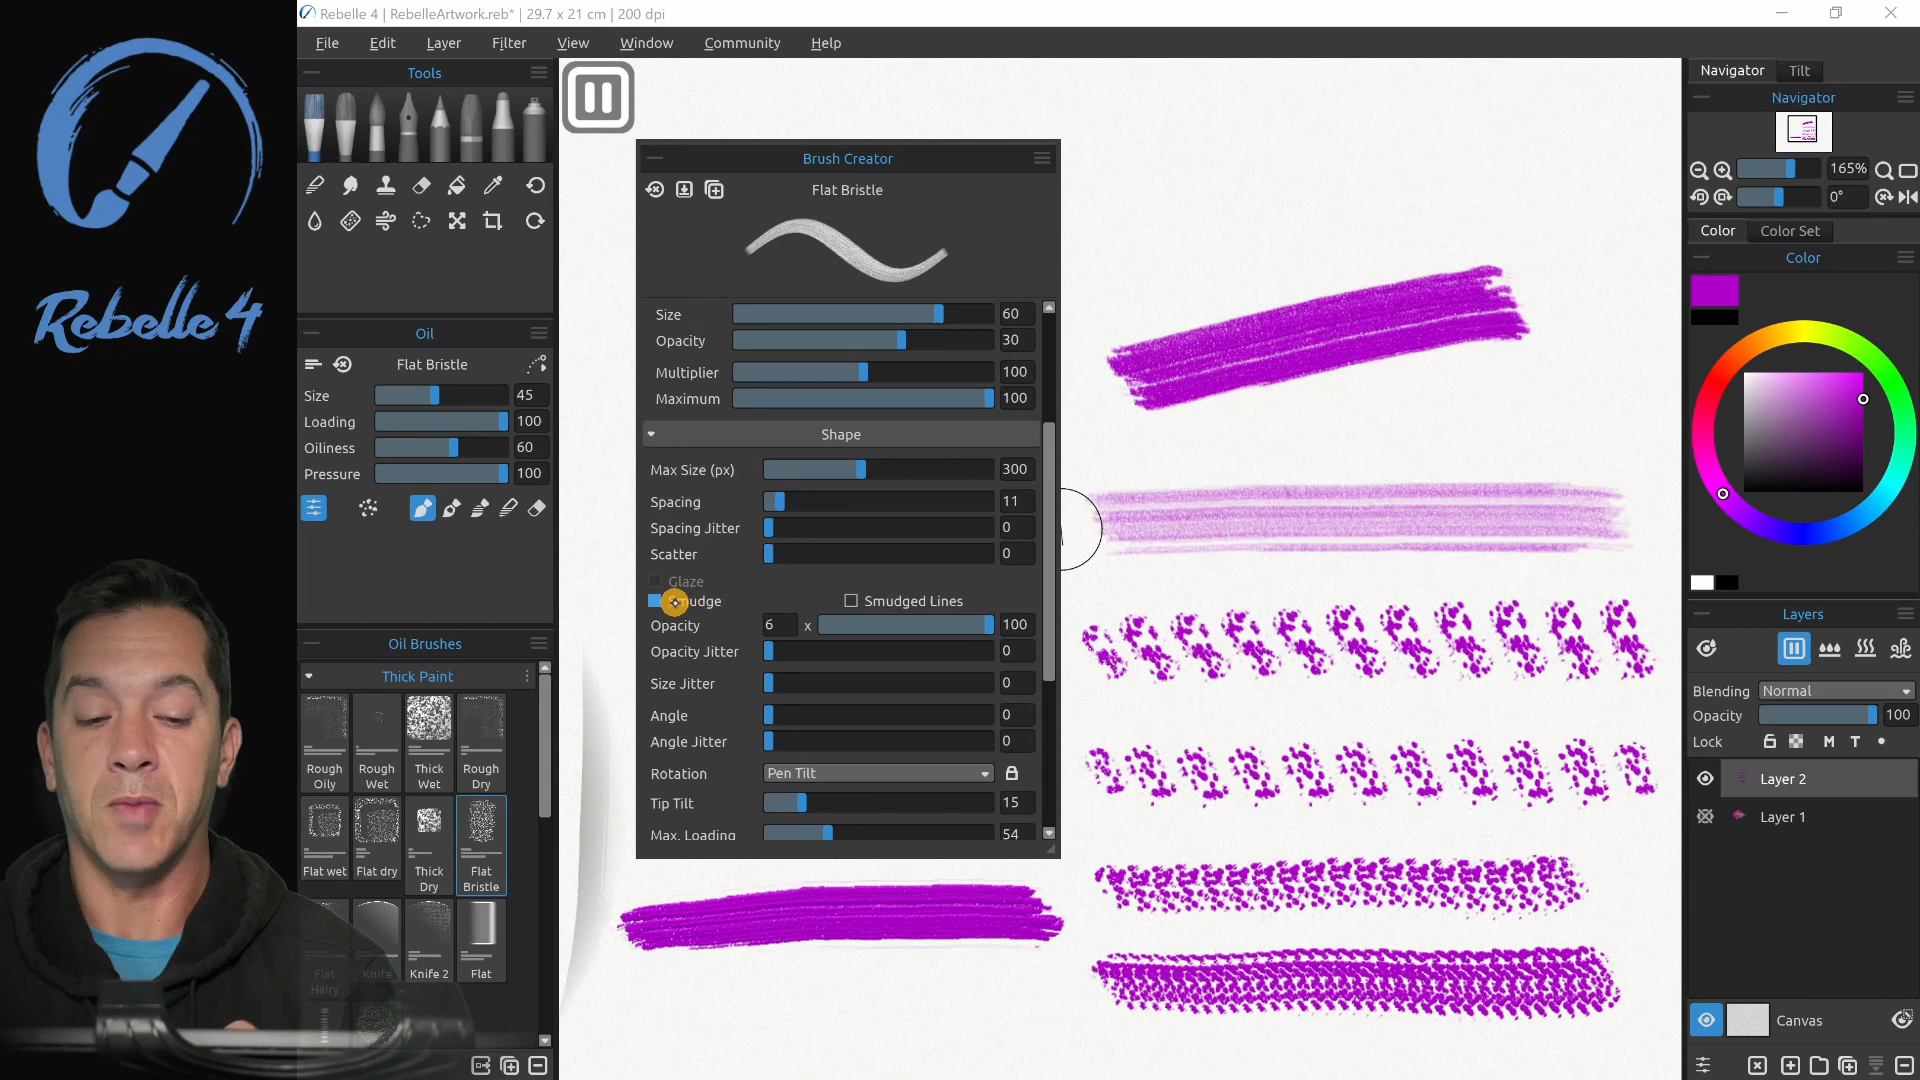 Rebelle 4 | RebelleArtwork.reb* | 29.7 x 21 cm | 200 dpi
File Edit Layer Filter View Window Community Help
Rebelle 4
Tools
Oil
Flat Bristle
Size 45
Loading 100
Oiliness 60
Pressure 100
Oil Brushes
Thick Paint
Rough Oily
Rough Wet
Thick Wet
Rough Dry
Flat wet
Flat dry
Thick Dry
Flat Bristle
Flat Hairy
Knife
Knife 2
Flat
Brush Creator
Flat Bristle
Size 60
Opacity 30
Multiplier 100
Maximum 100
Shape
Max Size (px) 300
Spacing 11
Spacing Jitter 0
Scatter 0
Glaze
Smudge Smudged Lines
Opacity 6 x 100
Opacity Jitter 0
Size Jitter 0
Angle 0
Angle Jitter 0
Rotation Pen Tilt
Tip Tilt 15
Max. Loading 54
Navigator Tilt
Navigator
165%
0°
Color Color Set
Color
Layers
Blending Normal
Opacity 100
Lock M T
Layer 2
Layer 1
Canvas